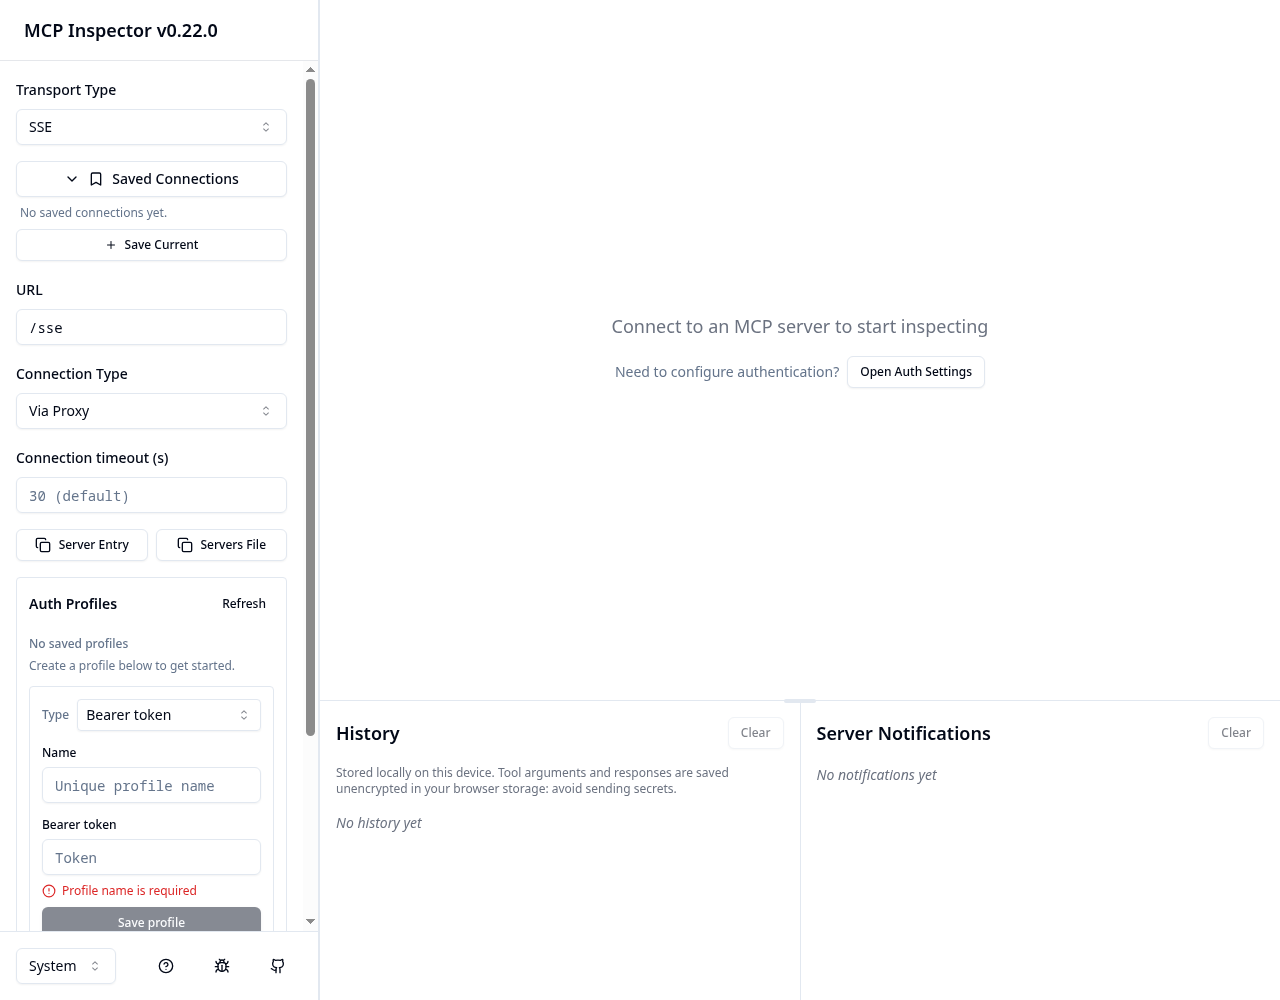 MCP Inspector v0.22.0
Transport Type
SSE
Saved Connections
No saved connections yet.
Save Current
URL
/sse
Connection Type
Via Proxy
Connection timeout (s)
30 (default)
Server Entry
Servers File
Auth Profiles
Refresh
No saved profiles
Create a profile below to get started.
Type
Bearer token
Name
Unique profile name
Bearer token
Token
Profile name is required
Save profile
System
Connect to an MCP server to start inspecting
Need to configure authentication?
Open Auth Settings
History
Clear
Stored locally on this device. Tool arguments and responses are saved
unencrypted in your browser storage: avoid sending secrets.
No history yet
Server Notifications
Clear
No notifications yet